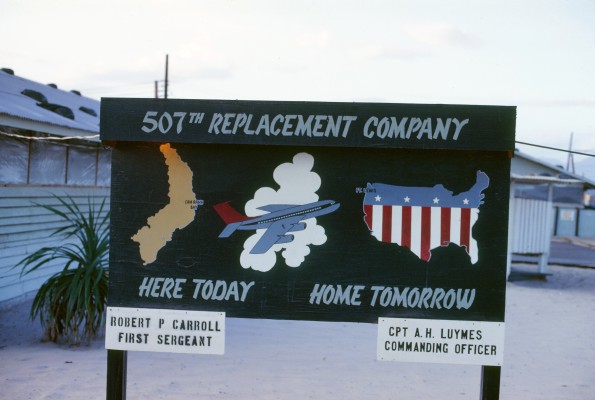 507TH REPLACEMENT COMPANY
HERE TODAY HOME TOMORROW
ROBERT P CARROLL
FIRST SERGEANT
CPT A.H. LUYMES
COMMANDING OFFICER